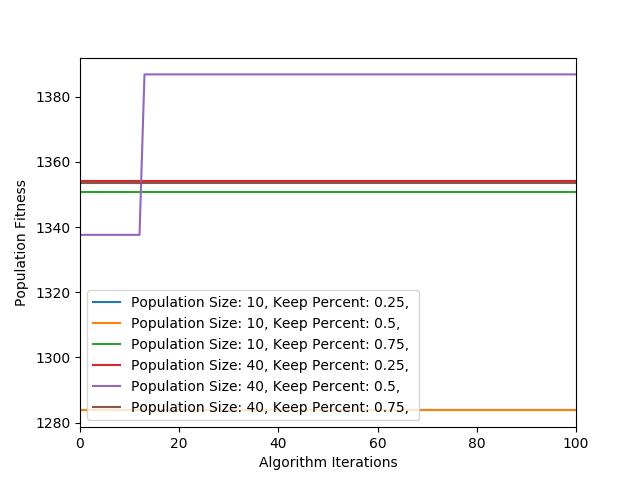 1380
1360
1340
1320
1300
1280
Population Fitness
Population Size: 10, Keep Percent: 0.25,
Population Size: 10, Keep Percent: 0.5,
Population Size: 10, Keep Percent: 0.75,
Population Size: 40, Keep Percent: 0.25,
Population Size: 40, Keep Percent: 0.5,
Population Size: 40, Keep Percent: 0.75,
0 20 40 60 80 100
Algorithm Iterations